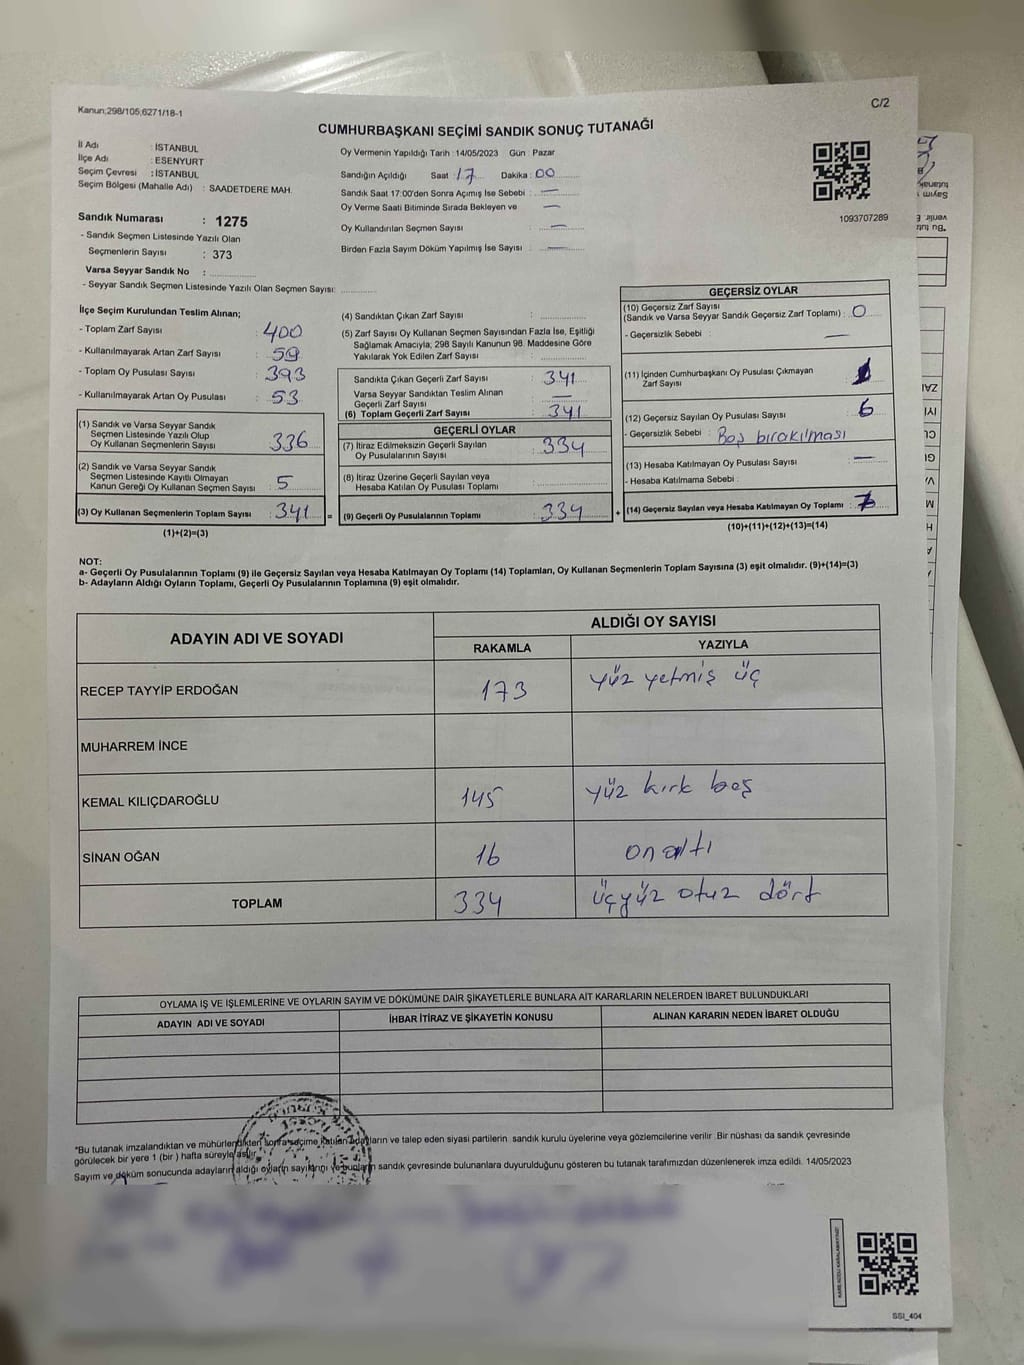 Kanun;298/105;6271/18-1
C/2
CUMHURBAŞKANI SEÇİMİ SANDIK SONUÇ TUTANAĞI
İl Adı : İSTANBUL
İlçe Adı : ESENYURT
Seçim Çevresi : İSTANBUL
Seçim Bölgesi (Mahalle Adı) : SAADETDERE MAH.
Sandık Numarası : 1275
- Sandık Seçmen Listesinde Yazılı Olan
Seçmenlerin Sayısı : 373
Varsa Seyyar Sandık No :
- Seyyar Sandık Seçmen Listesinde Yazılı Olan Seçmen Sayısı:
Oy Vermenin Yapıldığı Tarih : 14/05/2023 Gün : Pazar
Sandığın Açıldığı Saat 17 Dakika : 00
Sandık Saat 17:00'den Sonra Açımış İse Sebebi : —
Oy Verme Saati Bitiminde Sırada Bekleyen ve —
Oy Kullandırılan Seçmen Sayısı : —
Birden Fazla Sayım Döküm Yapılmış İse Sayısı : —
1093707289
İlçe Seçim Kurulundan Teslim Alınan;
- Toplam Zarf Sayısı : 400
- Kullanılmayarak Artan Zarf Sayısı : 59
- Toplam Oy Pusulası Sayısı : 393
- Kullanılmayarak Artan Oy Pusulası : 53
(1) Sandık ve Varsa Seyyar Sandık
Seçmen Listesinde Yazılı Olup
Oy Kullanan Seçmenlerin Sayısı : 336
(2) Sandık ve Varsa Seyyar Sandık
Seçmen Listesinde Kayıtlı Olmayan
Kanun Gereği Oy Kullanan Seçmen Sayısı : 5
(3) Oy Kullanan Seçmenlerin Toplam Sayısı : 341 =
(1)+(2)=(3)
(4) Sandıktan Çıkan Zarf Sayısı :
(5) Zarf Sayısı Oy Kullanan Seçmen Sayısından Fazla İse, Eşitliği
Sağlamak Amacıyla; 298 Sayılı Kanunun 98. Maddesine Göre
Yakılarak Yok Edilen Zarf Sayısı :
Sandıkta Çıkan Geçerli Zarf Sayısı : 341
Varsa Seyyar Sandıktan Teslim Alınan
Geçerli Zarf Sayısı : —
(6) Toplam Geçerli Zarf Sayısı : 341
GEÇERLİ OYLAR
(7) İtiraz Edilmeksizin Geçerli Sayılan
Oy Pusulalarının Sayısı : 334
(8) İtiraz Üzerine Geçerli Sayılan veya
Hesaba Katılan Oy Pusulası Toplamı :
(9) Geçerli Oy Pusulalarının Toplamı : 334 +
GEÇERSİZ OYLAR
(10) Geçersiz Zarf Sayısı
(Sandık ve Varsa Seyyar Sandık Geçersiz Zarf Toplamı) : 0
- Geçersizlik Sebebi : —
(11) İçinden Cumhurbaşkanı Oy Pusulası Çıkmayan
Zarf Sayısı : 1
(12) Geçersiz Sayılan Oy Pusulası Sayısı : 6
- Geçersizlik Sebebi : Boş bırakılması
(13) Hesaba Katılmayan Oy Pusulası Sayısı : —
- Hesaba Katılmama Sebebi :
(14) Geçersiz Sayılan veya Hesaba Katılmayan Oy Toplamı : 7
(10)+(11)+(12)+(13)=(14)
NOT:
a- Geçerli Oy Pusulalarının Toplamı (9) ile Geçersiz Sayılan veya Hesaba Katılmayan Oy Toplamı (14) Toplamları, Oy Kullanan Seçmenlerin Toplam Sayısına (3) eşit olmalıdır. (9)+(14)=(3)
b- Adayların Aldığı Oyların Toplamı, Geçerli Oy Pusulalarının Toplamına (9) eşit olmalıdır.
ADAYIN ADI VE SOYADI
ALDIĞI OY SAYISI
RAKAMLA YAZIYLA
RECEP TAYYİP ERDOĞAN 173 yüz yetmiş üç
MUHARREM İNCE
KEMAL KILIÇDAROĞLU 145 yüz kırk beş
SİNAN OĞAN 16 on altı
TOPLAM 334 üçyüz otuz dört
OYLAMA İŞ VE İŞLEMLERİNE VE OYLARIN SAYIM VE DÖKÜMÜNE DAİR ŞİKAYETLERLE BUNLARA AİT KARARLARIN NELERDEN İBARET BULUNDUKLARI
ADAYIN ADI VE SOYADI İHBAR İTİRAZ VE ŞİKAYETİN KONUSU ALINAN KARARIN NEDEN İBARET OLDUĞU
"Bu tutanak imzalandıktan ve mühürlendikten sonra seçime katılan adayların ve talep eden siyasi partilerin sandık kurulu üyelerine veya gözlemcilerine verilir. Bir nüshası da sandık çevresinde
görülecek bir yere 1 (bir) hafta süreyle asılır.
Sayım ve döküm sonucunda adayların aldığı oyların sayılarını ve bunların sandık çevresinde bulunanlara duyurulduğunu gösteren bu tutanak tarafımızdan düzenlenerek imza edildi. 14/05/2023
SSI_404